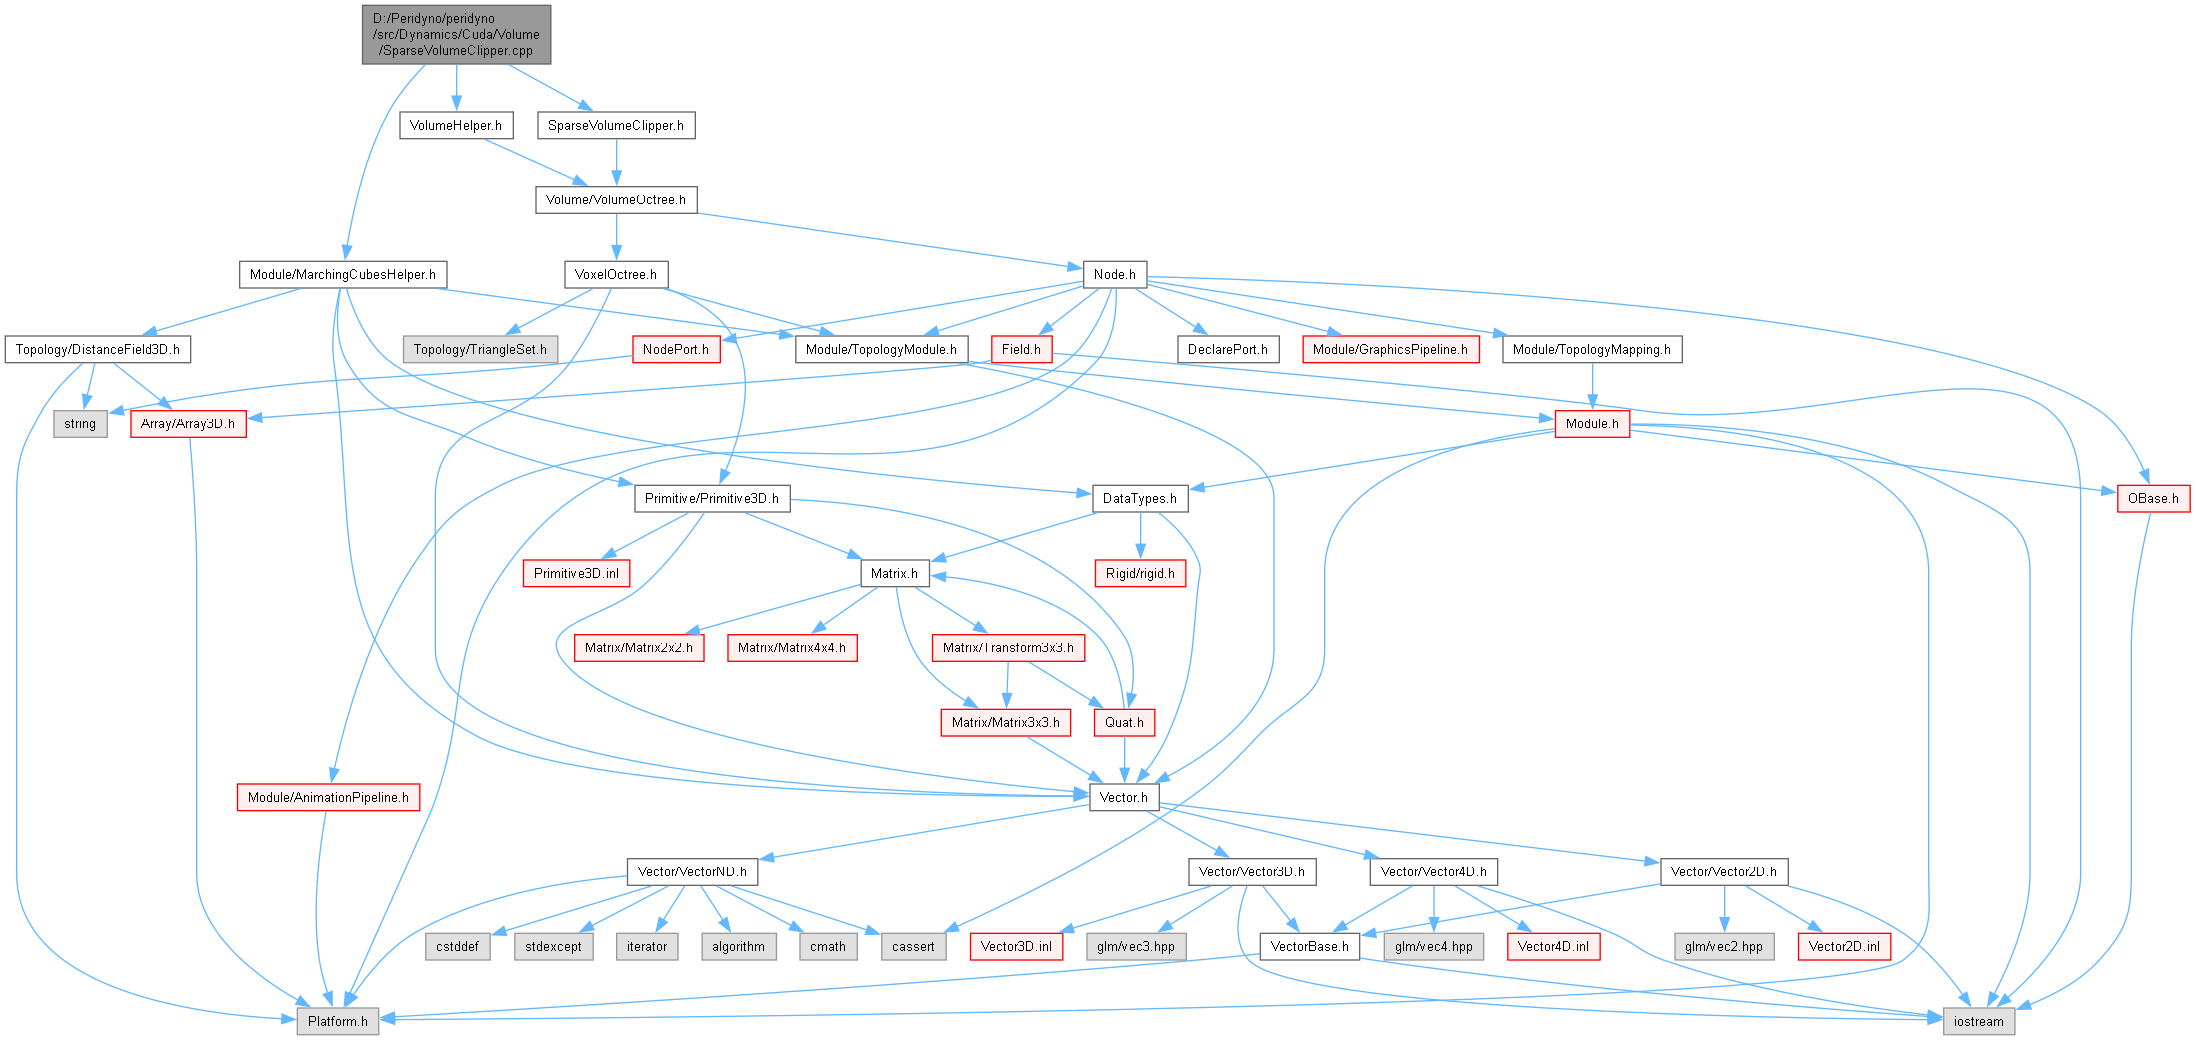 D:/Peridyno/peridyno
/src/Dynamics/Cuda/Volume
/SparseVolumeClipper.cpp
VolumeHelper.h
SparseVolumeClipper.h
Volume/VolumeOctree.h
Module/MarchingCubesHelper.h
VoxelOctree.h
Node.h
Topology/DistanceField3D.h
Topology/TriangleSet.h
NodePort.h
Module/TopologyModule.h
Field.h
DeclarePort.h
Module/GraphicsPipeline.h
Module/TopologyMapping.h
string
Array/Array3D.h
Module.h
Primitive/Primitive3D.h
DataTypes.h
OBase.h
Primitive3D.inl
Matrix.h
Rigid/rigid.h
Matrix/Matrix2x2.h
Matrix/Matrix4x4.h
Matrix/Transform3x3.h
Matrix/Matrix3x3.h
Quat.h
Module/AnimationPipeline.h
Vector.h
Vector/VectorND.h
Vector/Vector3D.h
Vector/Vector4D.h
Vector/Vector2D.h
cstddef
stdexcept
iterator
algorithm
cmath
cassert
Vector3D.inl
glm/vec3.hpp
VectorBase.h
glm/vec4.hpp
Vector4D.inl
glm/vec2.hpp
Vector2D.inl
Platform.h
iostream